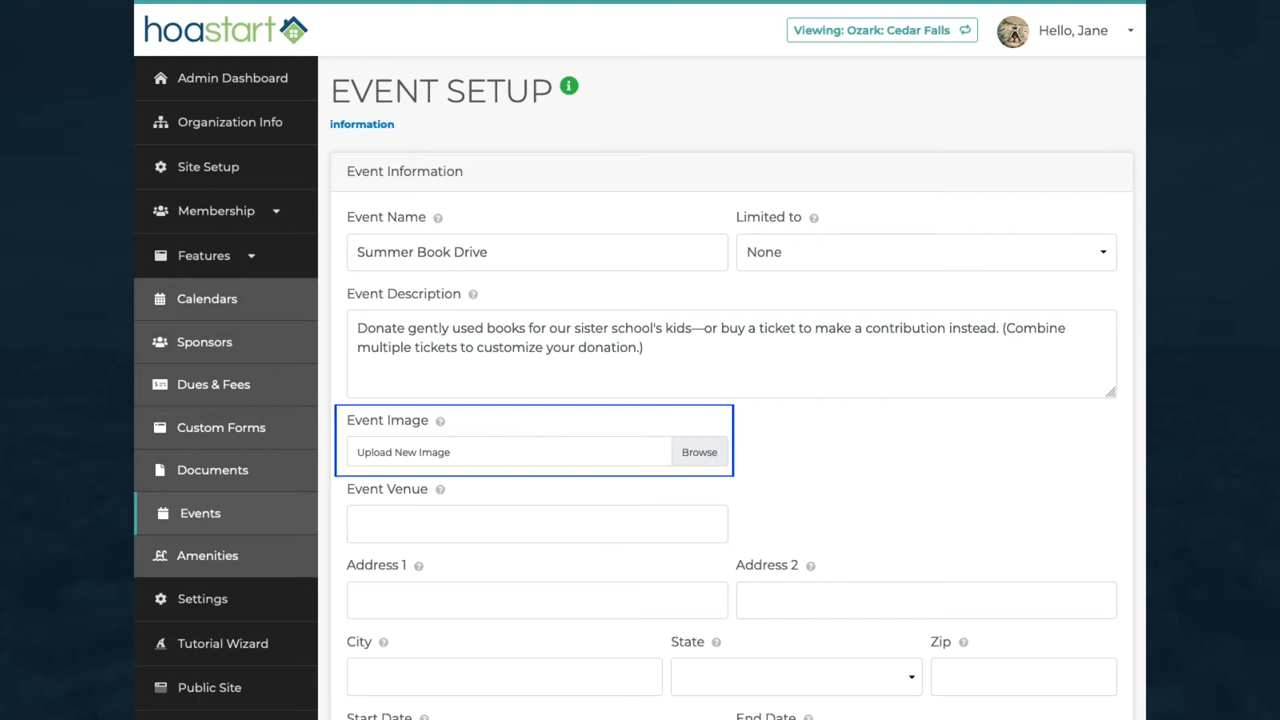 hoastart
Viewing: Ozark: Cedar Falls
Hello, Jane
Admin Dashboard
Organization Info
Site Setup
Membership
Features
Calendars
Sponsors
Dues & Fees
Custom Forms
Documents
Events
Amenities
Settings
Tutorial Wizard
Public Site
EVENT SETUP
information
Event Information
Event Name
Limited to
Summer Book Drive
None
Event Description
Donate gently used books for our sister school's kids—or buy a ticket to make a contribution instead. (Combine
multiple tickets to customize your donation.)
Event Image
Upload New Image
Browse
Event Venue
Address 1
Address 2
City
State
Zip
Start Date
End Date